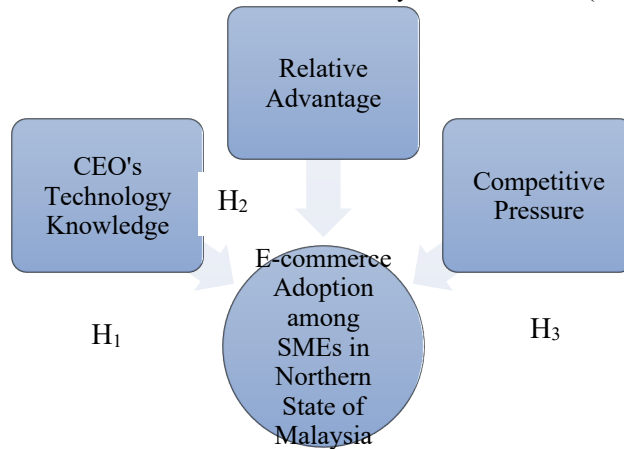 Relative
Advantage
CEO's
Technology
Knowledge
Competitive
Pressure
H2
E-commerce
Adoption
among
SMEs in
Northern
State of
Malaysia
H1
H3